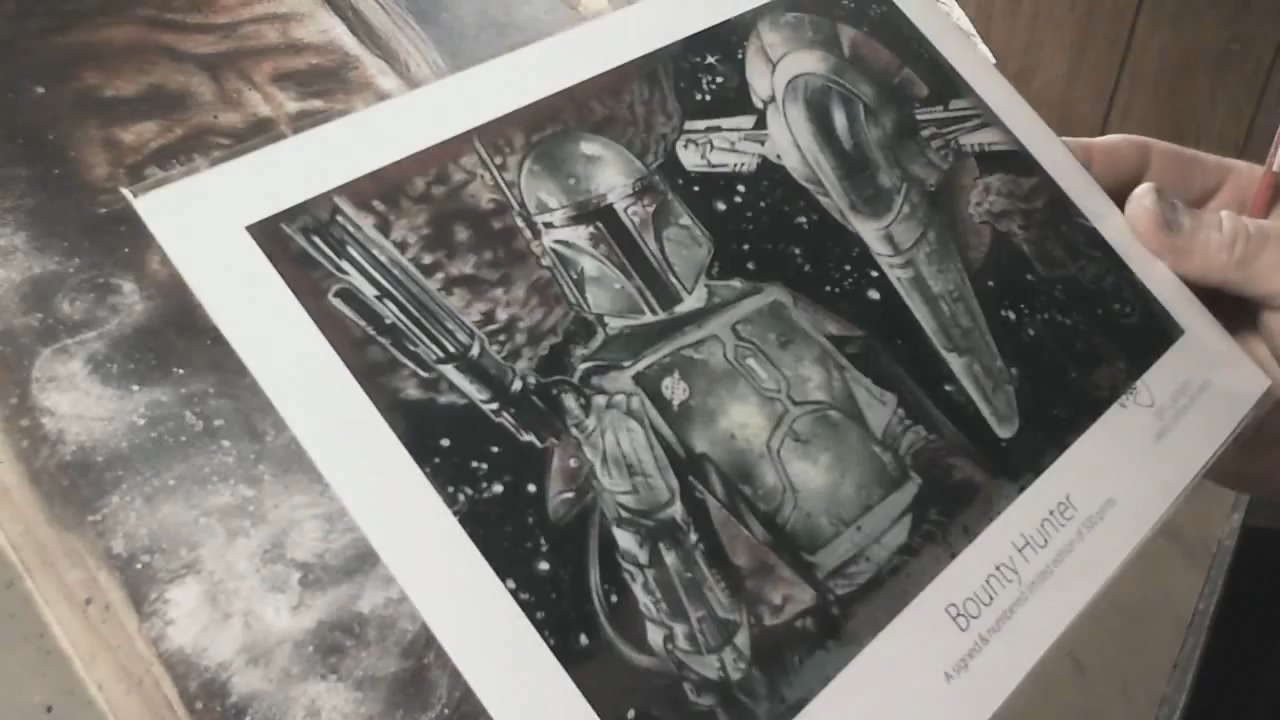 Bounty Hunter
A signed & numbered limited edition of 500 prints